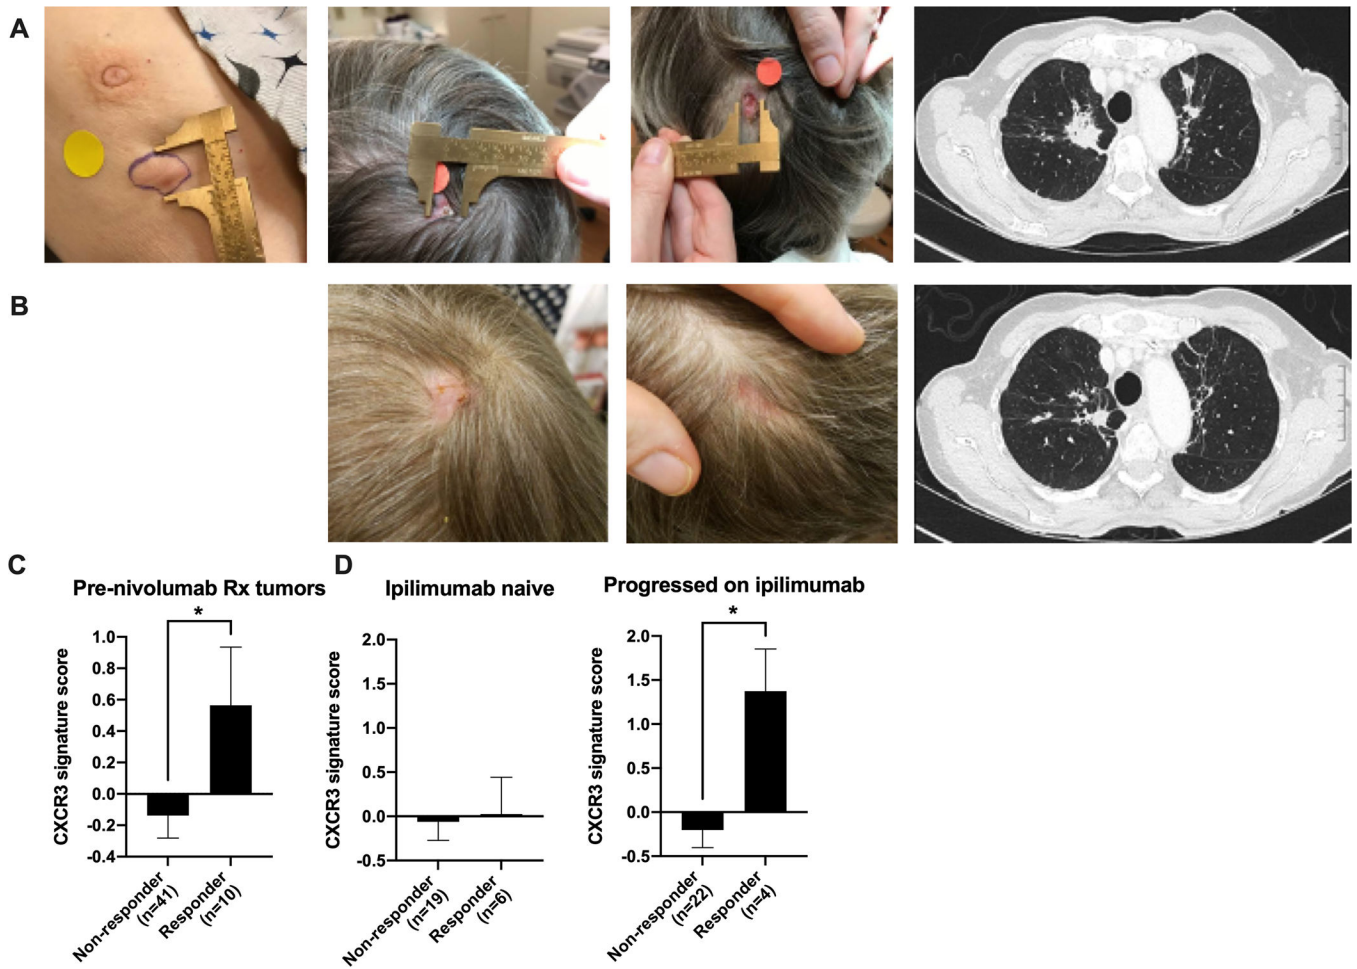 A
B
C
D
Pre-nivolumab Rx tumors
*
CXCR3 signature score
1.0
0.8
0.6
0.4
0.2
0.0
-0.2
-0.4
Non-responder
(n=41)
Responder
(n=10)
Ipilimumab naive
CXCR3 signature score
2.0
1.5
1.0
0.5
0.0
-0.5
Non-responder
(n=19)
Responder
(n=6)
Progressed on ipilimumab
*
CXCR3 signature score
2.0
1.5
1.0
0.5
0.0
-0.5
Non-responder
(n=22)
Responder
(n=4)